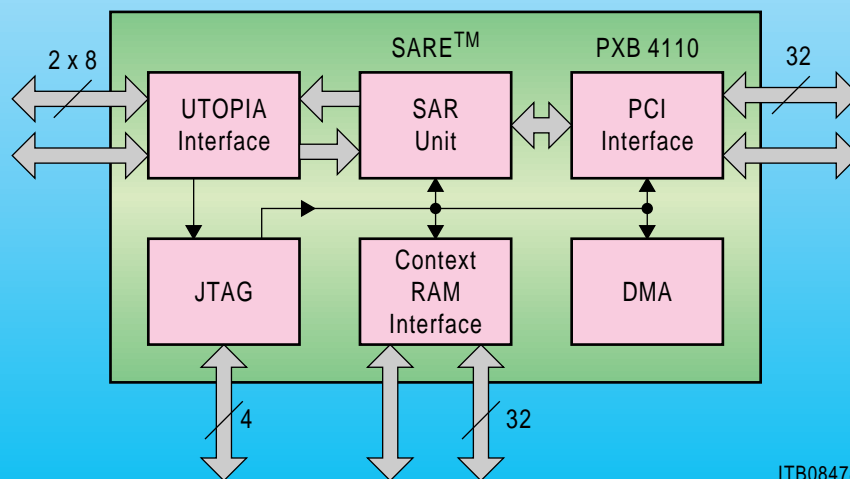 SARE™ PXB 4110
2 x 8
32
UTOPIA
Interface
SAR
Unit
PCI
Interface
JTAG
Context
RAM
Interface
DMA
4
32
ITB0847